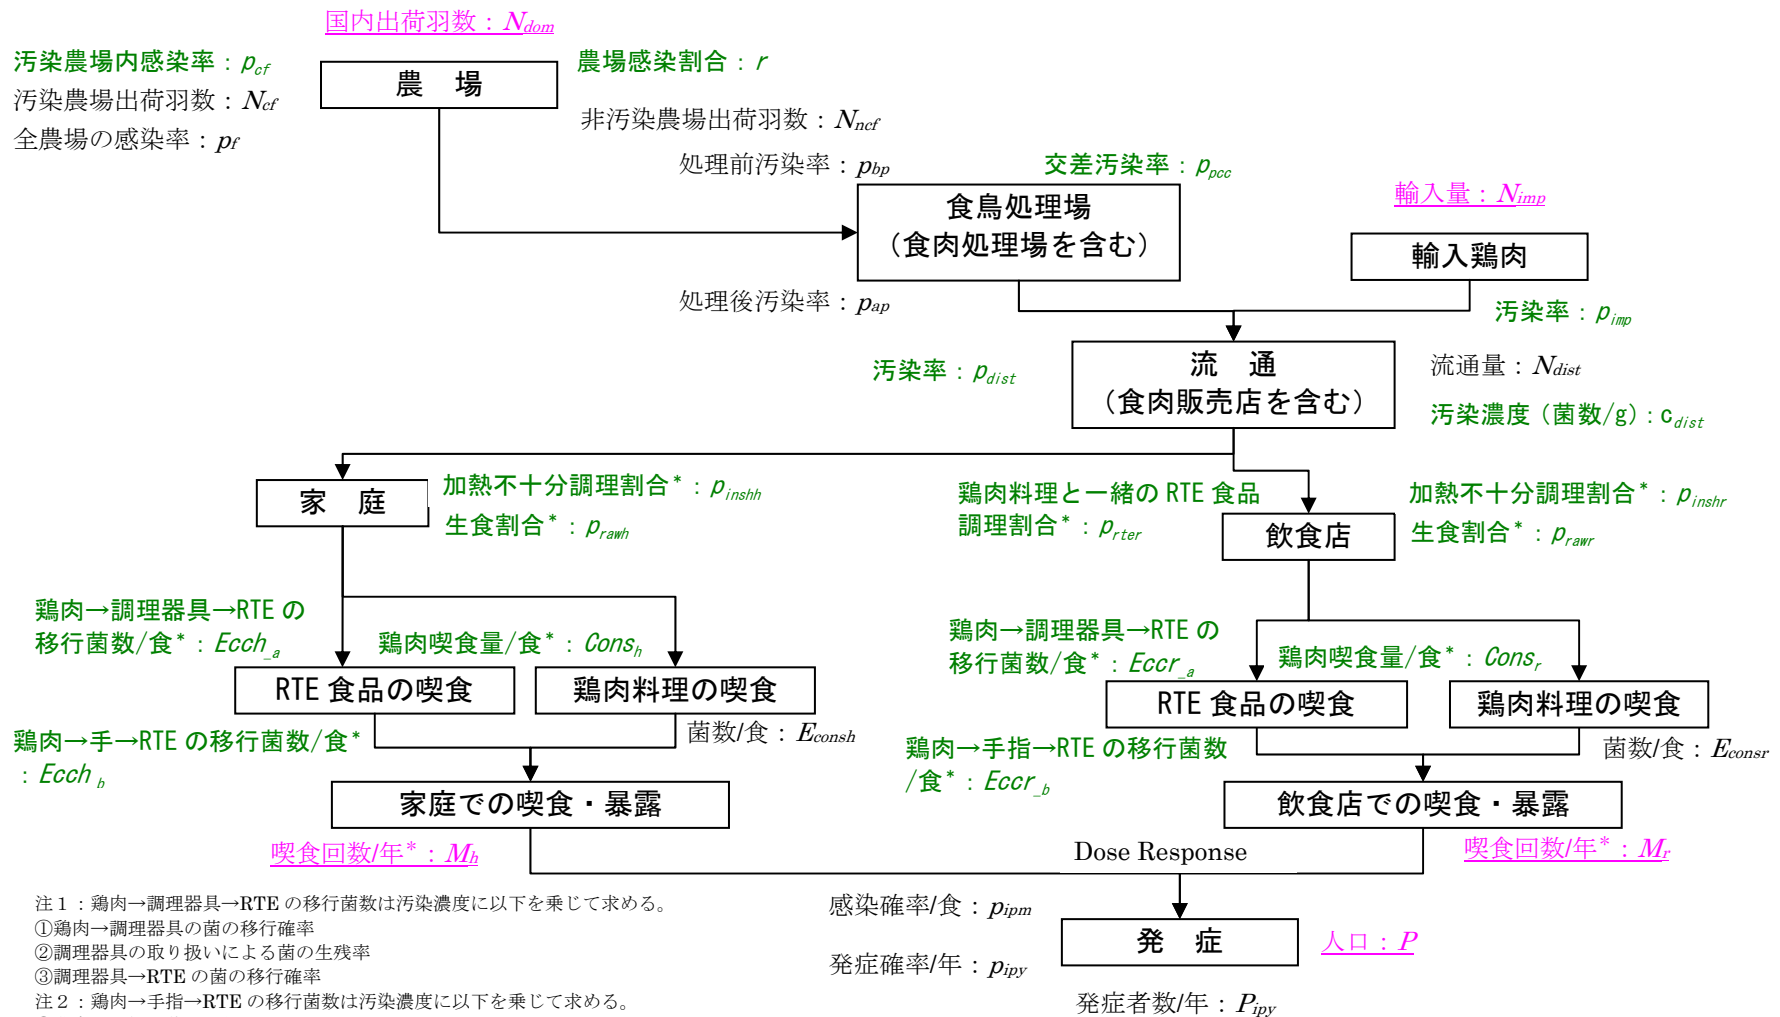 国内出荷羽数：Ndom
汚染農場内感染率：pcf
農場
農場感染割合：r
汚染農場出荷羽数：Ncf
非汚染農場出荷羽数：Nncf
全農場の感染率：pf
処理前汚染率：pbp
交差汚染率：ppcc
輸入量：Nimp
食鳥処理場
（食肉処理場を含む）
輸入鶏肉
処理後汚染率：pap
汚染率：pimp
汚染率：pdist
流通
（食肉販売店を含む）
流通量：Ndist
汚染濃度（菌数/g）：cdist
家庭
加熱不十分調理割合*：pinshh
生食割合*：prawh
鶏肉料理と一緒の RTE 食品
調理割合*：prter
飲食店
加熱不十分調理割合*：pinshr
生食割合*：prawr
鶏肉→調理器具→RTE の
移行菌数/食*：Ecch_a
鶏肉喫食量/食*：Consh
鶏肉→調理器具→RTE の
移行菌数/食*：Eccr_a
鶏肉喫食量/食*：Consr
RTE 食品の喫食
鶏肉料理の喫食
RTE 食品の喫食
鶏肉料理の喫食
鶏肉→手→RTE の移行菌数/食*
：Ecch_b
菌数/食：Econsh
鶏肉→手指→RTE の移行菌数
/食*：Eccr_b
菌数/食：Econsr
家庭での喫食・暴露
飲食店での喫食・暴露
喫食回数/年*：Mh
Dose Response
喫食回数/年*：Mr
感染確率/食：pipm
発症
人口：P
発症確率/年：pipy
発症者数/年：Pipy
注１：鶏肉→調理器具→RTE の移行菌数は汚染濃度に以下を乗じて求める。
①鶏肉→調理器具の菌の移行確率
②調理器具の取り扱いによる菌の生残率
③調理器具→RTE の菌の移行確率
注２：鶏肉→手指→RTE の移行菌数は汚染濃度に以下を乗じて求める。